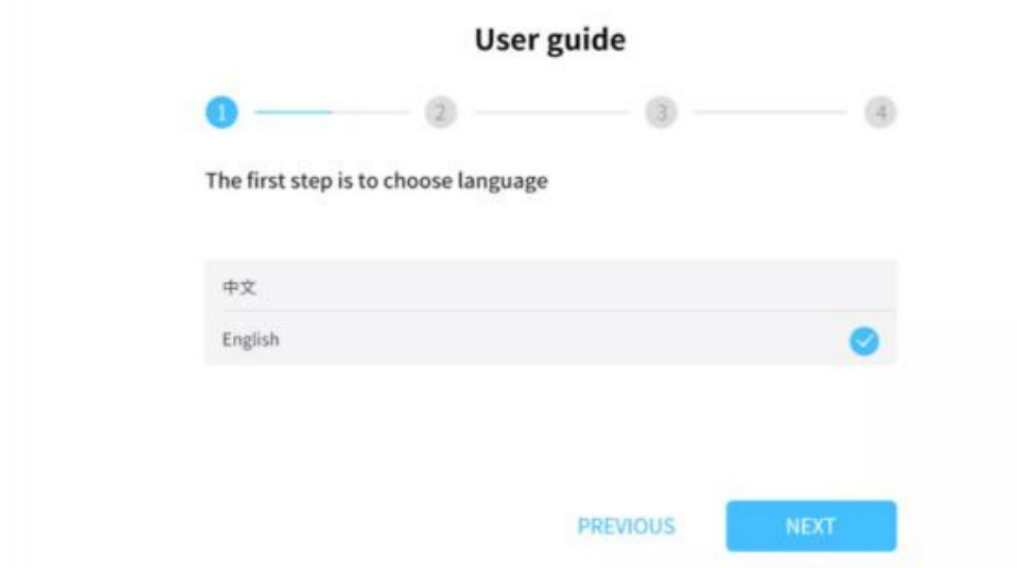 User guide
1 2 3 4
The first step is to choose language
中文
English
PREVIOUS NEXT